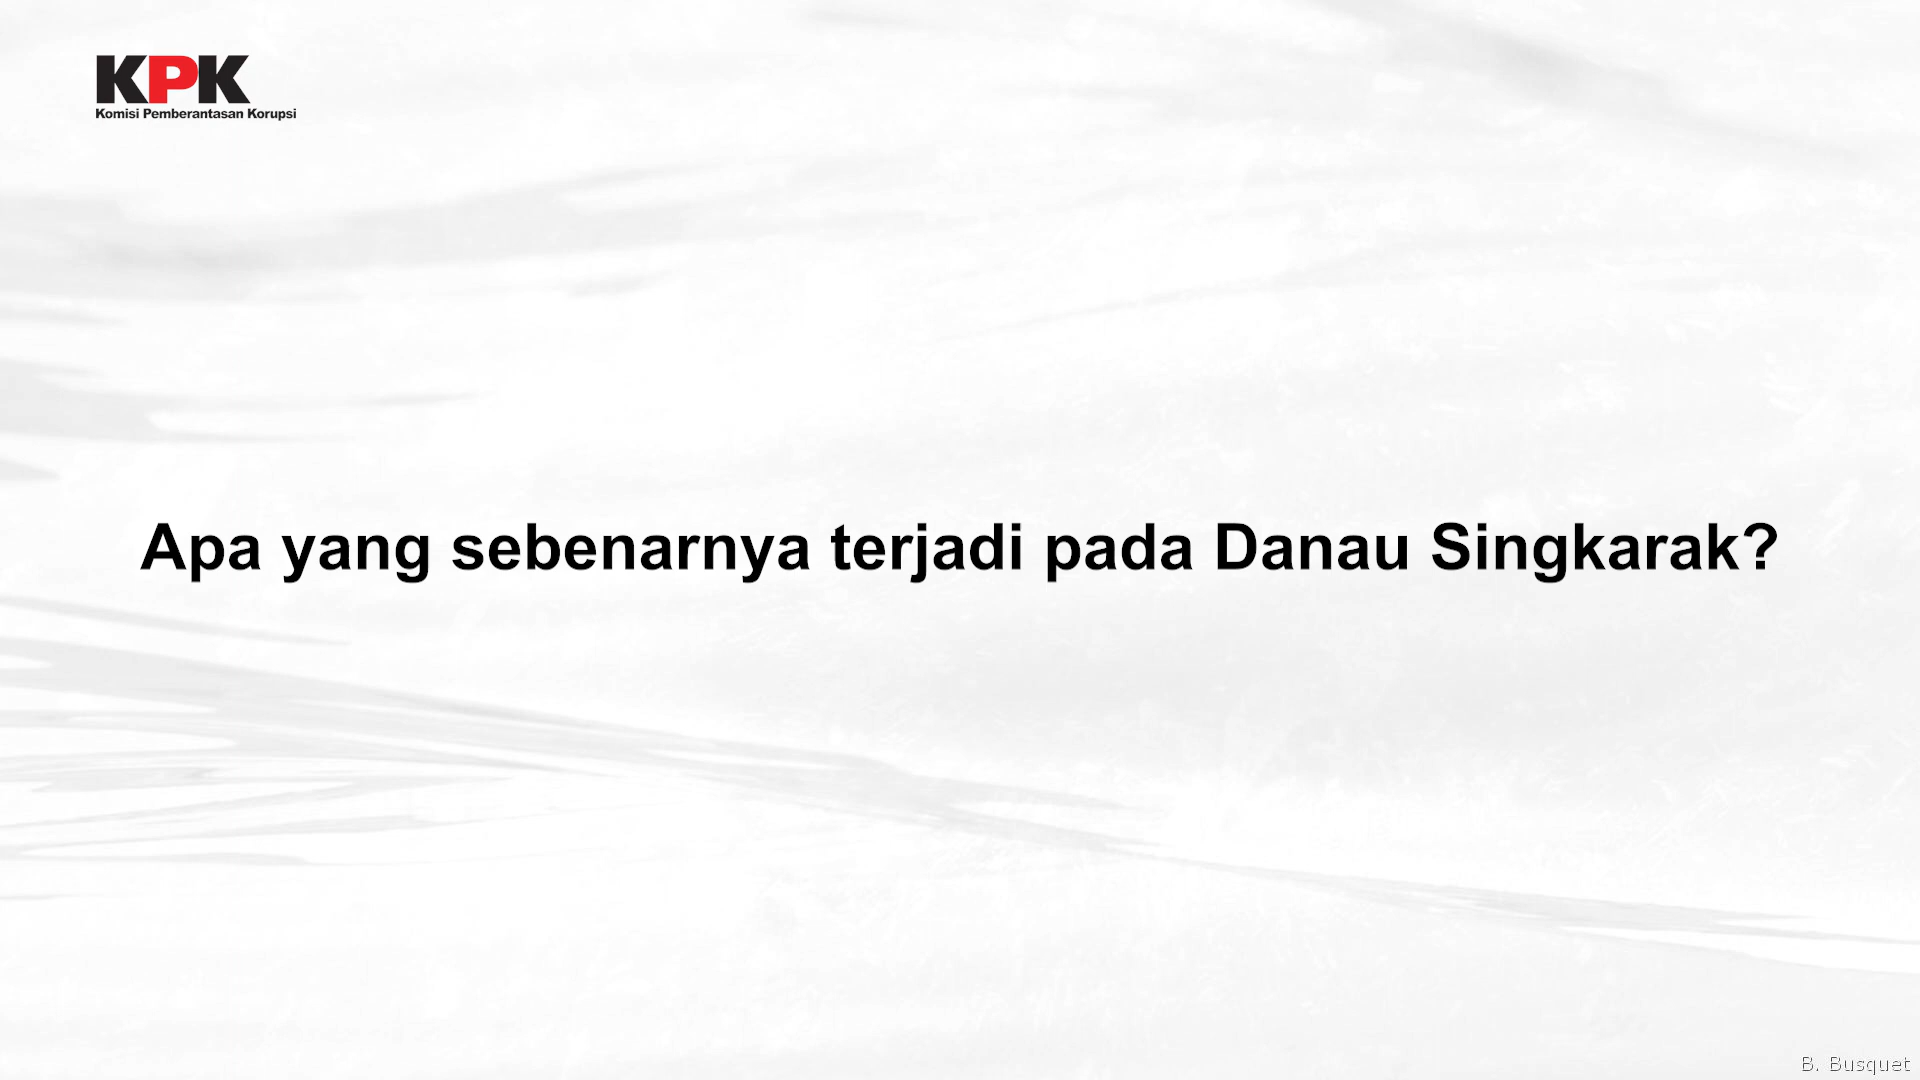 KPK
Komisi Pemberantasan Korupsi
Apa yang sebenarnya terjadi pada Danau Singkarak?
B. Busquet